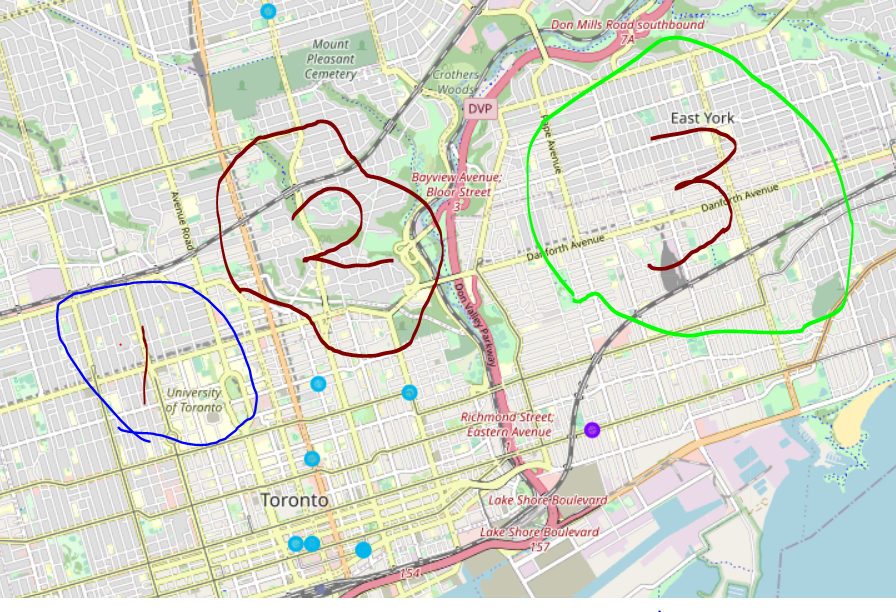 Don Mills Road southbound
7A
Mount
Pleasant
Cemetery
Crothers
Woods
DVP
East York
Pape Avenue
Bayview Avenue;
Bloor Street
3
Avenue Road
2
3
Danforth Avenue
Danforth Avenue
Don Valley Parkway
1
University
of Toronto
Richmond Street;
Eastern Avenue
1
Toronto
Lake Shore Boulevard
Lake Shore Boulevard
157
154